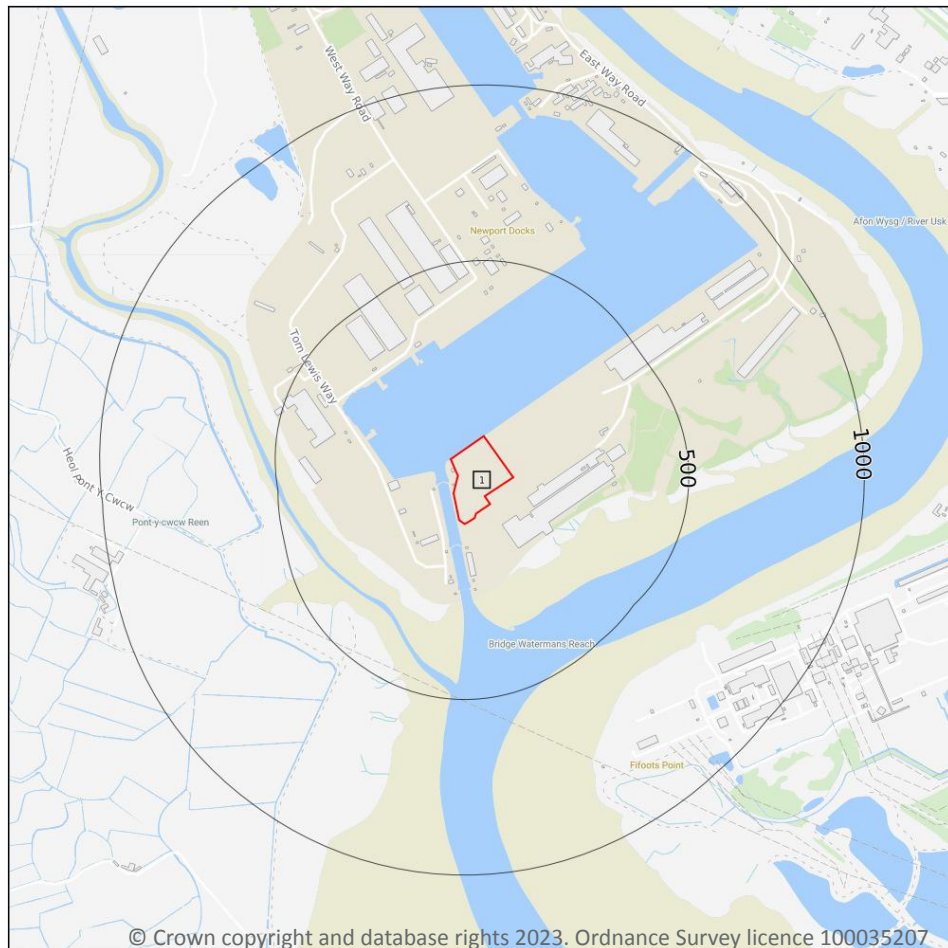 West Way Road
East Way Road
Afon Wysg / River Usk
Newport Docks
Tom Lewis Way
1000
500
1
Heol Pont Y Cwcw
Pont-y-cwcw Reen
Bridge Watermans Reach
Fifoots Point
© Crown copyright and database rights 2023. Ordnance Survey licence 100035207